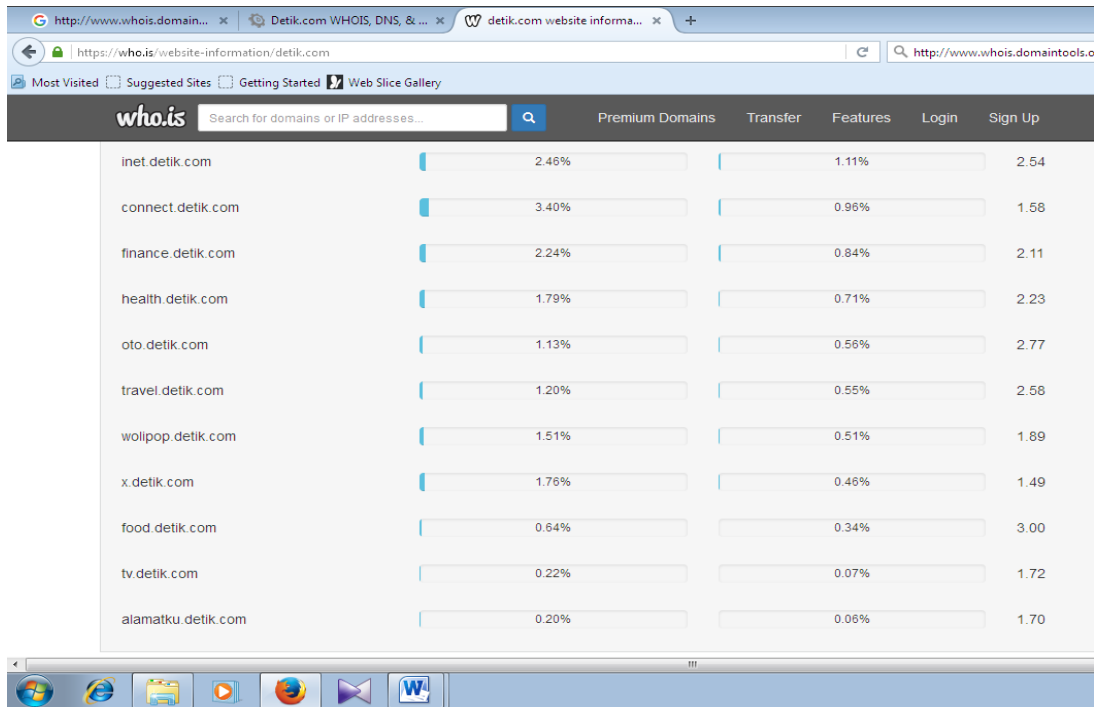 http://www.whois.domain... × Detik.com WHOIS, DNS, & ... × detik.com website informa... × +
https://who.is/website-information/detik.com http://www.whois.domaintools.c
Most Visited Suggested Sites Getting Started Web Slice Gallery
who.is Search for domains or IP addresses... Premium Domains Transfer Features Login Sign Up
inet.detik.com 2.46% 1.11% 2.54
connect.detik.com 3.40% 0.96% 1.58
finance.detik.com 2.24% 0.84% 2.11
health.detik.com 1.79% 0.71% 2.23
oto.detik.com 1.13% 0.56% 2.77
travel.detik.com 1.20% 0.55% 2.58
wolipop.detik.com 1.51% 0.51% 1.89
x.detik.com 1.76% 0.46% 1.49
food.detik.com 0.64% 0.34% 3.00
tv.detik.com 0.22% 0.07% 1.72
alamatku.detik.com 0.20% 0.06% 1.70